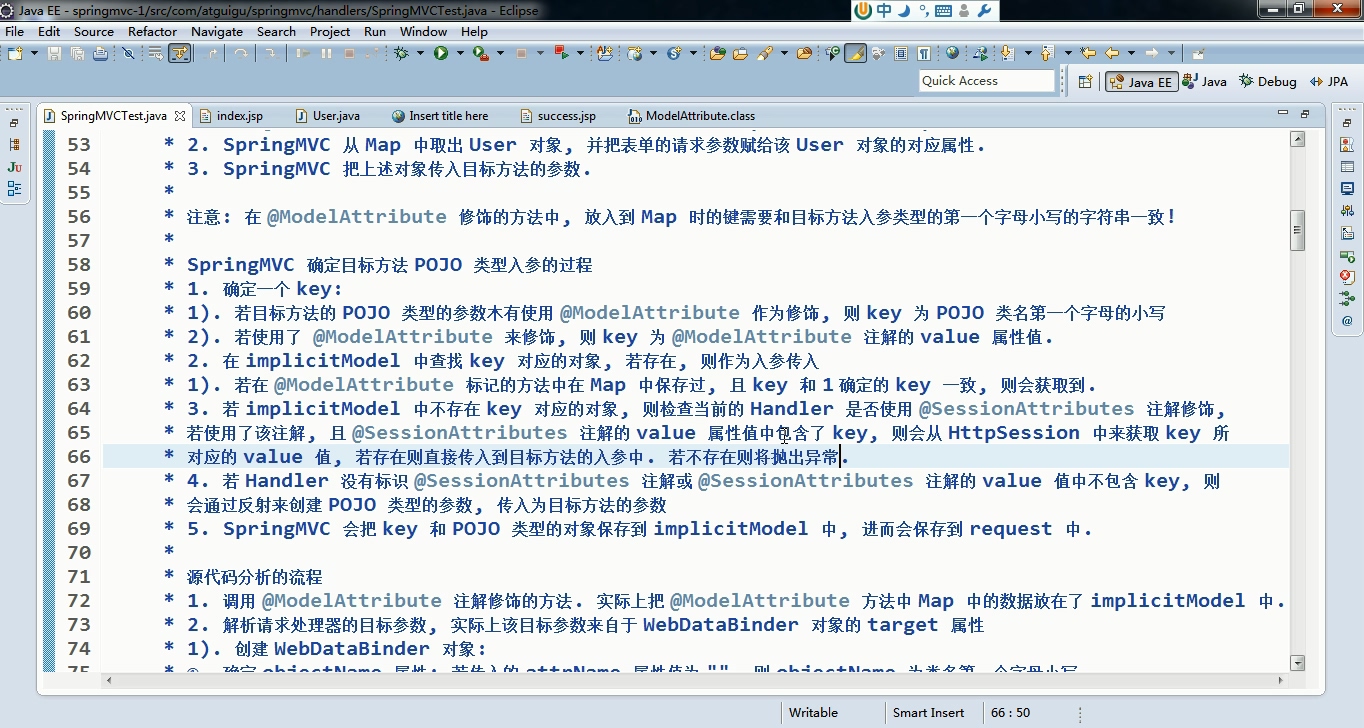 Java EE - springmvc-1/src/com/atguigu/springmvc/handlers/SpringMVCTest.java - Eclipse
中
File Edit Source Refactor Navigate Search Project Run Window Help
Quick Access
Java EE Java Debug JPA
SpringMVCTest.java index.jsp User.java Insert title here success.jsp ModelAttribute.class
53 * 2. SpringMVC 从 Map 中取出 User 对象, 并把表单的请求参数赋给该 User 对象的对应属性.
54 * 3. SpringMVC 把上述对象传入目标方法的参数.
55 *
56 * 注意: 在 @ModelAttribute 修饰的方法中, 放入到 Map 时的键需要和目标方法入参类型的第一个字母小写的字符串一致!
57 *
58 * SpringMVC 确定目标方法 POJO 类型入参的过程
59 * 1. 确定一个 key:
60 * 1). 若目标方法的 POJO 类型的参数木有使用 @ModelAttribute 作为修饰, 则 key 为 POJO 类名第一个字母的小写
61 * 2). 若使用了 @ModelAttribute 来修饰, 则 key 为 @ModelAttribute 注解的 value 属性值.
62 * 2. 在 implicitModel 中查找 key 对应的对象, 若存在, 则作为入参传入
63 * 1). 若在 @ModelAttribute 标记的方法中在 Map 中保存过, 且 key 和 1 确定的 key 一致, 则会获取到.
64 * 3. 若 implicitModel 中不存在 key 对应的对象, 则检查当前的 Handler 是否使用 @SessionAttributes 注解修饰,
65 * 若使用了该注解, 且 @SessionAttributes 注解的 value 属性值中包含了 key, 则会从 HttpSession 中来获取 key 所
66 * 对应的 value 值, 若存在则直接传入到目标方法的入参中. 若不存在则将抛出异常.
67 * 4. 若 Handler 没有标识 @SessionAttributes 注解或 @SessionAttributes 注解的 value 值中不包含 key, 则
68 * 会通过反射来创建 POJO 类型的参数, 传入为目标方法的参数
69 * 5. SpringMVC 会把 key 和 POJO 类型的对象保存到 implicitModel 中, 进而会保存到 request 中.
70 *
71 * 源代码分析的流程
72 * 1. 调用 @ModelAttribute 注解修饰的方法. 实际上把 @ModelAttribute 方法中 Map 中的数据放在了 implicitModel 中.
73 * 2. 解析请求处理器的目标参数, 实际上该目标参数来自于 WebDataBinder 对象的 target 属性
74 * 1). 创建 WebDataBinder 对象:
75 * ①. 确定 objectName 属性: 若传入的 attrName 属性值为 "", 则 objectName 为类名第一个字母小写.
Writable Smart Insert 66 : 50